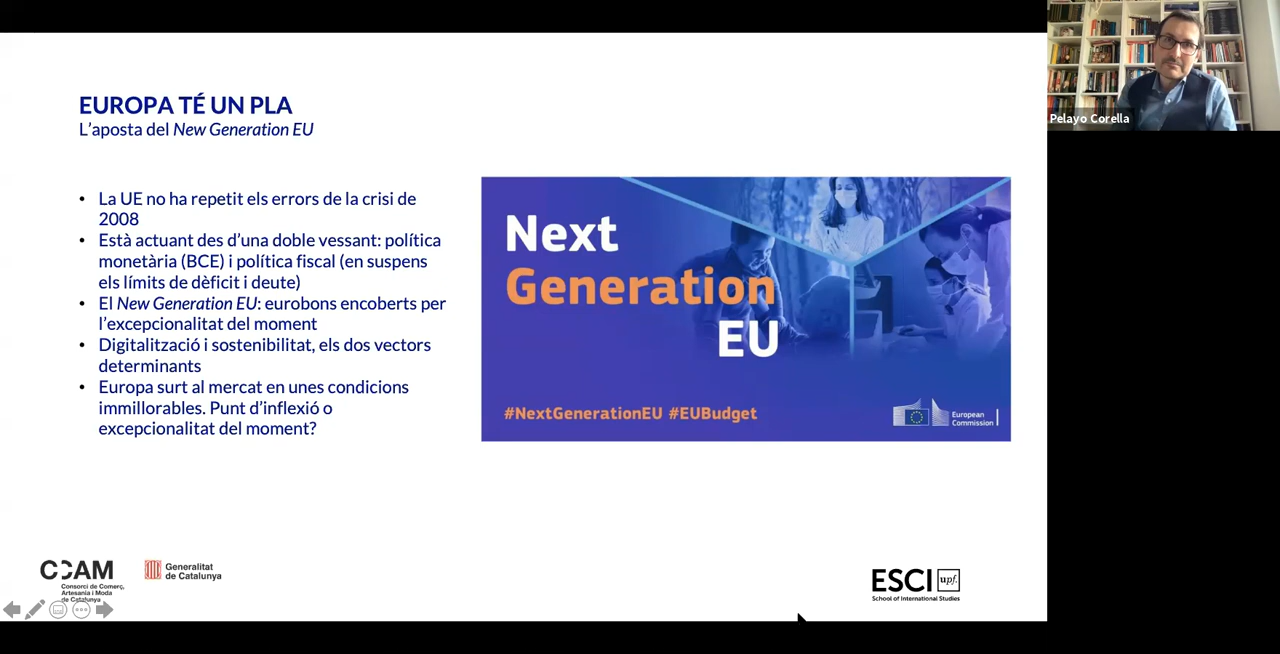 EUROPA TÉ UN PLA
L'aposta del New Generation EU
• La UE no ha repetit els errors de la crisi de
2008
• Està actuant des d'una doble vessant: política
monetària (BCE) i política fiscal (en suspens
els límits de dèficit i deute)
• El New Generation EU: eurobons encoberts per
l'excepcionalitat del moment
• Digitalització i sostenibilitat, els dos vectors
determinants
• Europa surt al mercat en unes condicions
immillorables. Punt d'inflexió o
excepcionalitat del moment?
Next
Generation
EU
#NextGenerationEU #EUBudget
European
Commission
Pelayo Corella
CCAM
Consorci de Comerç,
Artesania i Moda
de Catalunya
Generalitat
de Catalunya
ESCI upf.
School of International Studies